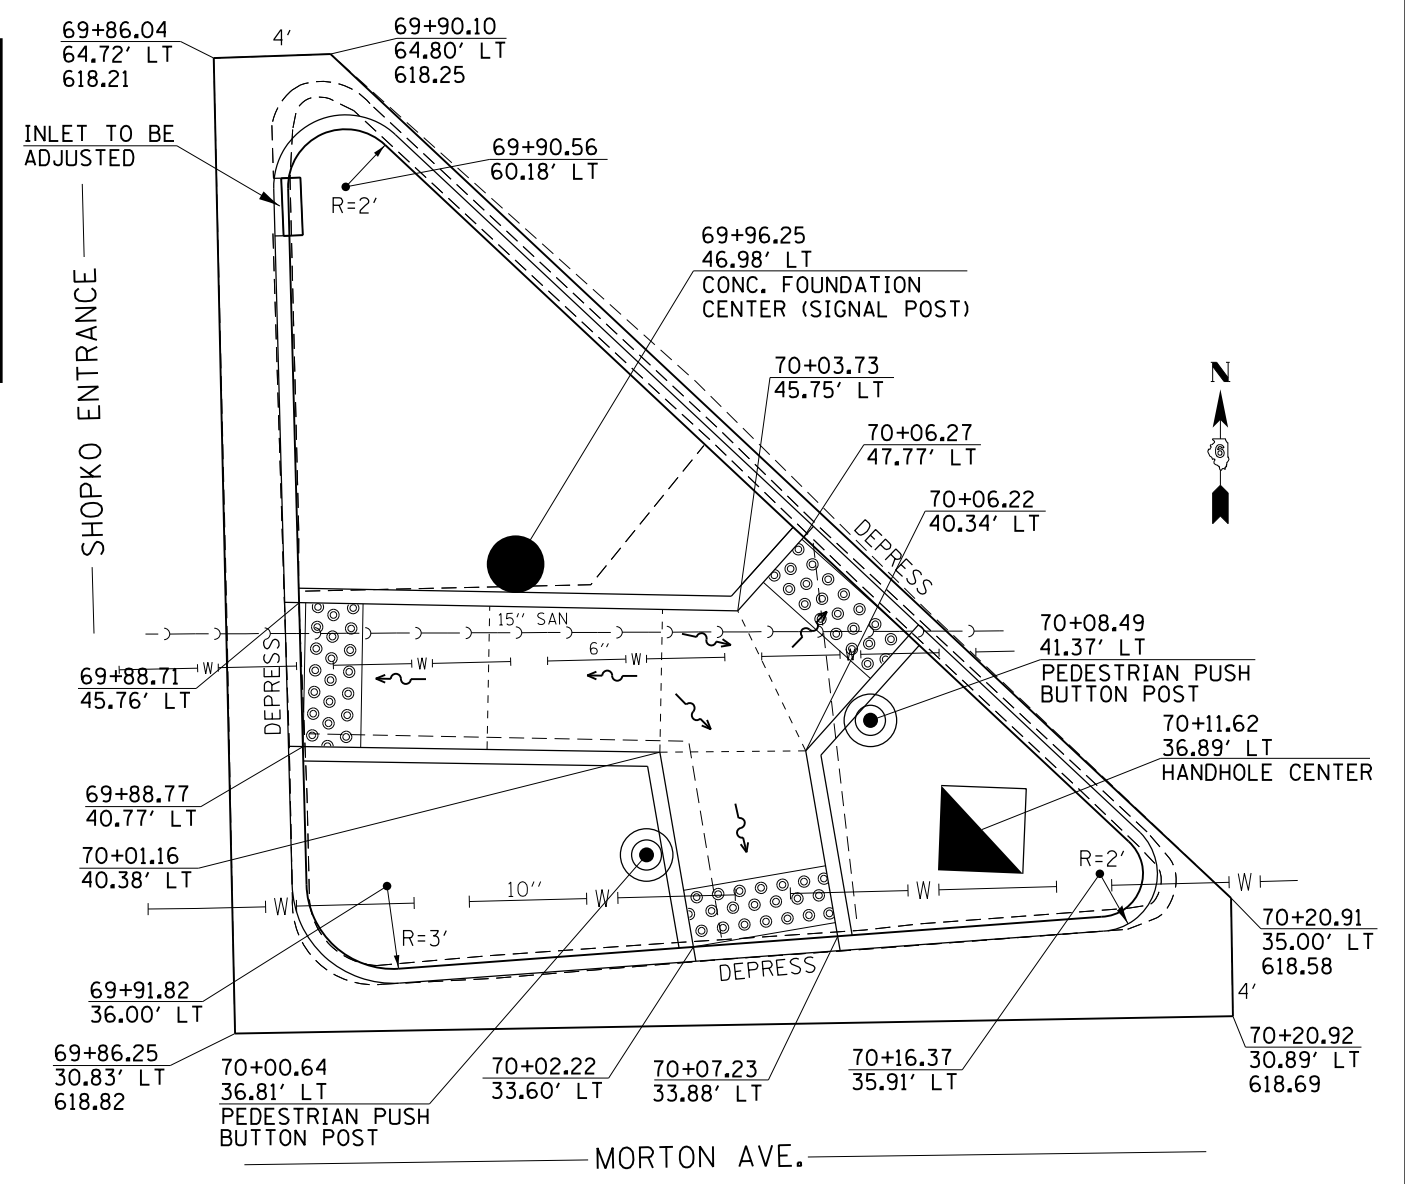 69+86.04
64.72' LT
618.21
4'
69+90.10
64.80' LT
618.25
INLET TO BE
ADJUSTED
69+90.56
60.18' LT
R=2'
69+96.25
46.98' LT
CONC. FOUNDATION
CENTER (SIGNAL POST)
SHOPKO ENTRANCE
70+03.73
45.75' LT
N
6
70+06.27
47.77' LT
70+06.22
40.34' LT
DEPRESS
15'' SAN
6''
W
W
W
W
70+08.49
41.37' LT
PEDESTRIAN PUSH
BUTTON POST
69+88.71
45.76' LT
DEPRESS
70+11.62
36.89' LT
HANDHOLE CENTER
69+88.77
40.77' LT
70+01.16
40.38' LT
R=2'
10''
W
W
W
W
R=3'
70+20.91
35.00' LT
618.58
DEPRESS
4'
69+91.82
36.00' LT
69+86.25
30.83' LT
618.82
70+00.64
36.81' LT
PEDESTRIAN PUSH
BUTTON POST
70+02.22
33.60' LT
70+07.23
33.88' LT
70+16.37
35.91' LT
70+20.92
30.89' LT
618.69
MORTON AVE.